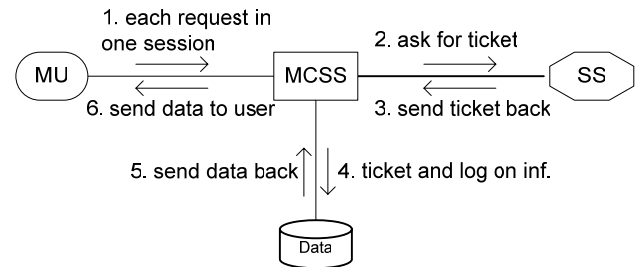 1. each request in
one session
2. ask for ticket
MU
MCSS
SS
6. send data to user
3. send ticket back
5. send data back
4. ticket and log on inf.
Data